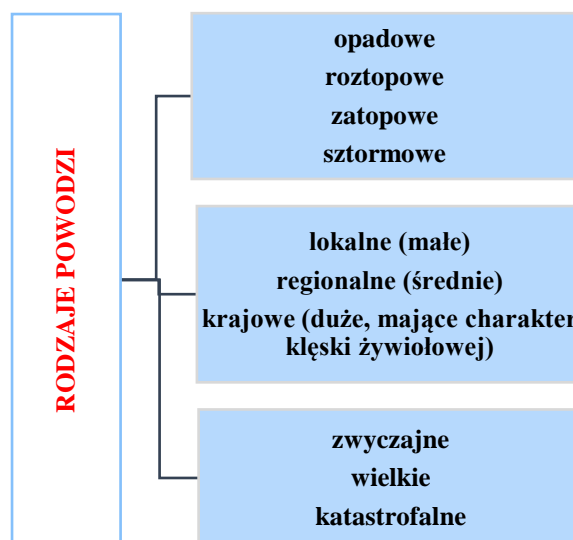 RODZAJE POWODZI
opadowe
roztopowe
zatopowe
sztormowe
lokalne (małe)
regionalne (średnie)
krajowe (duże, mające charakter
klęski żywiołowej)
zwyczajne
wielkie
katastrofalne